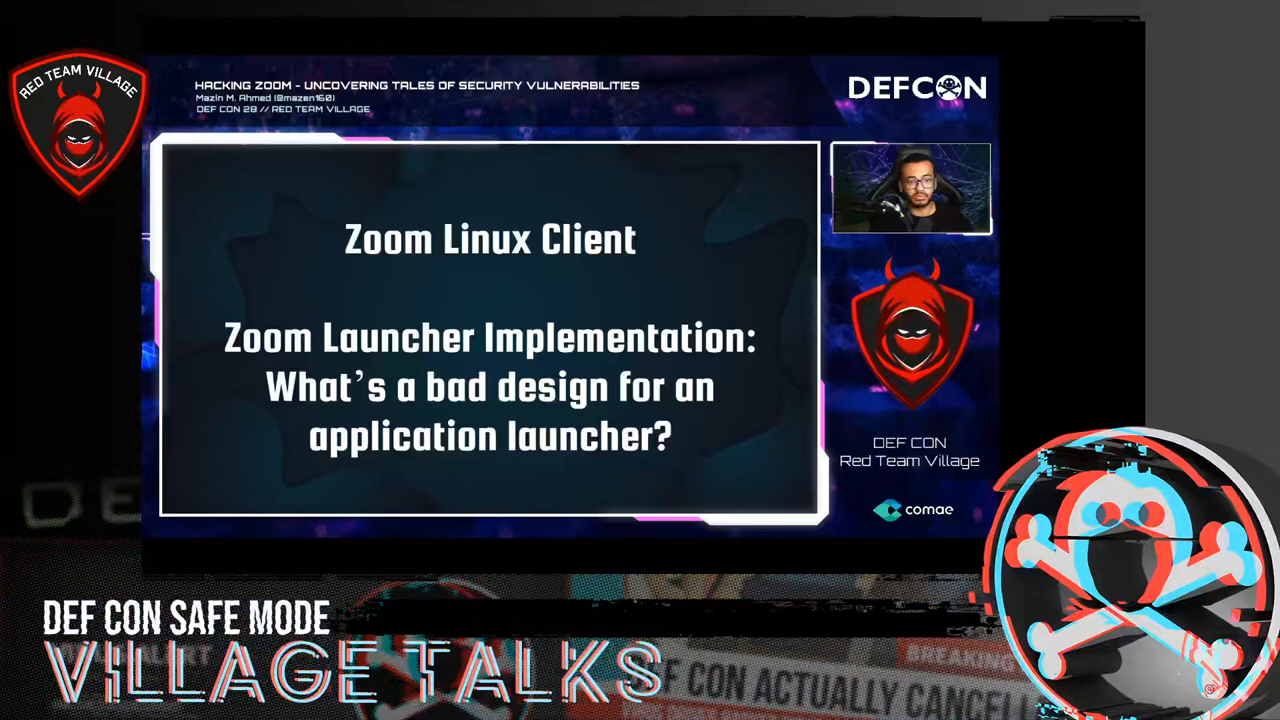 RED TEAM VILLAGE
HACKING ZOOM - UNCOVERING TALES OF SECURITY VULNERABILITIES
Mazin M. Ahmed (@mazen160)
DEF CON 28 // RED TEAM VILLAGE
DEFCON
Zoom Linux Client
Zoom Launcher Implementation:
What's a bad design for an
application launcher?
DEF CON
Red Team Village
comae
DE
DEF CON SAFE MODE
VILLAGE TALKS
BREAKING
DEF CON ACTUALLY CANCEL